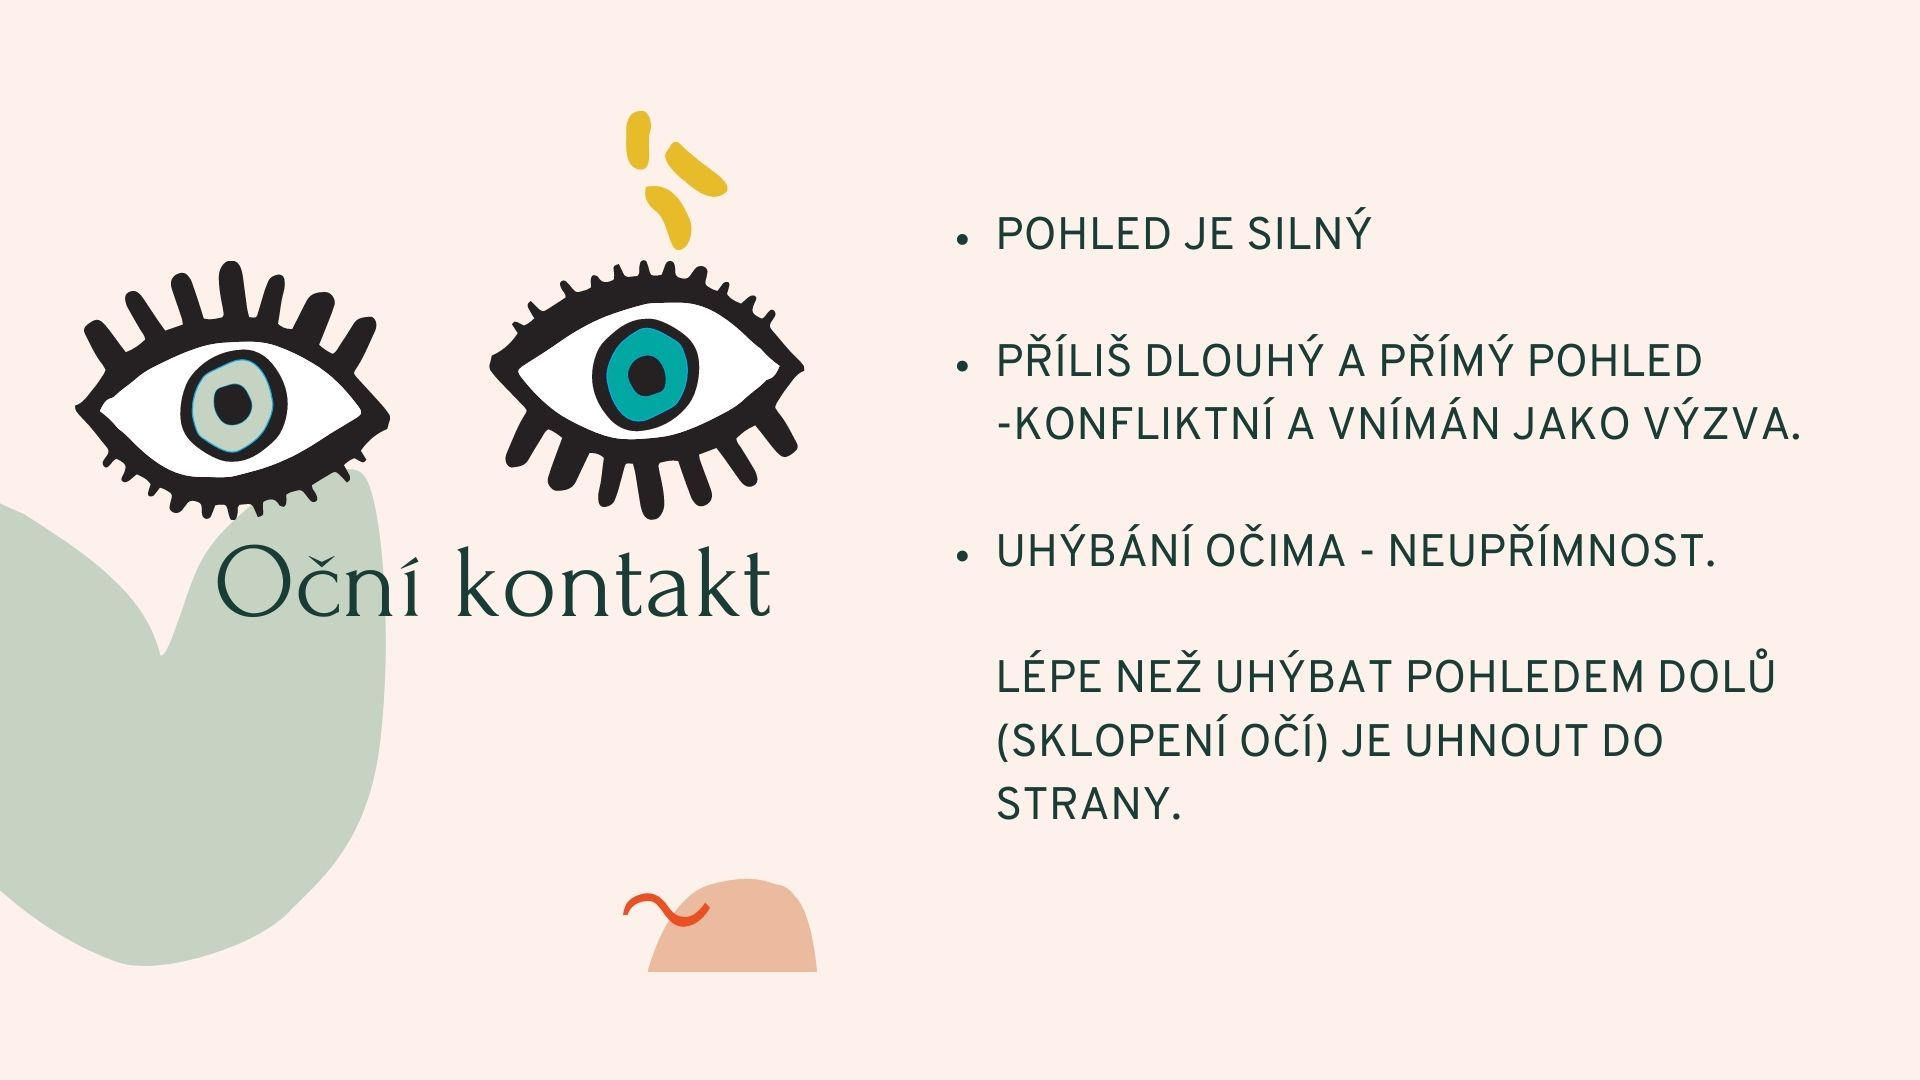 Oční kontakt
• POHLED JE SILNÝ
• PŘÍLIŠ DLOUHÝ A PŘÍMÝ POHLED
-KONFLIKTNÍ A VNÍMÁN JAKO VÝZVA.
• UHÝBÁNÍ OČIMA - NEUPŘÍMNOST.
LÉPE NEŽ UHÝBAT POHLEDEM DOLŮ
(SKLOPENÍ OČÍ) JE UHNOUT DO
STRANY.